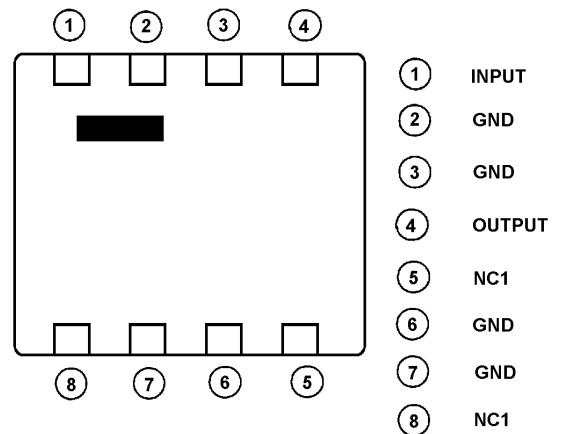 1 2 3 4
8 7 6 5
1 INPUT
2 GND
3 GND
4 OUTPUT
5 NC1
6 GND
7 GND
8 NC1